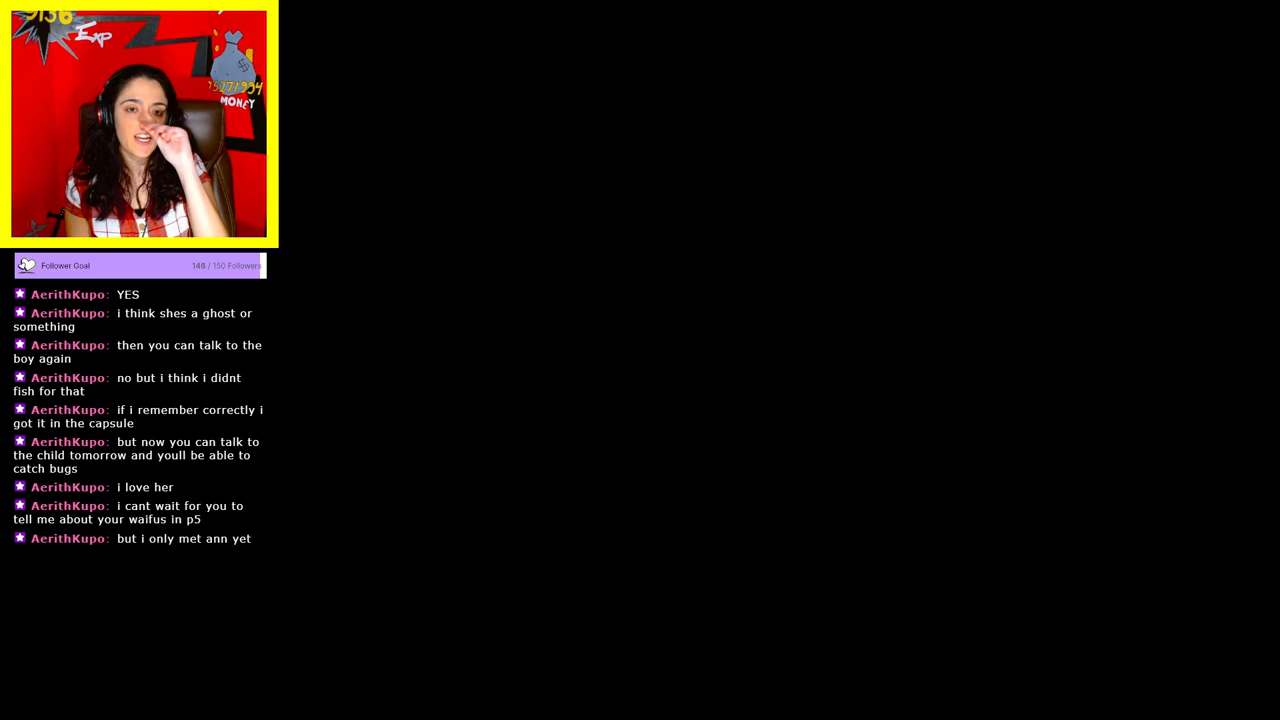 9136
Exp
15271994
MONEY
Follower Goal 146 / 150 Followers
AerithKupo: YES
AerithKupo: i think shes a ghost or
something
AerithKupo: then you can talk to the
boy again
AerithKupo: no but i think i didnt
fish for that
AerithKupo: if i remember correctly i
got it in the capsule
AerithKupo: but now you can talk to
the child tomorrow and youll be able to
catch bugs
AerithKupo: i love her
AerithKupo: i cant wait for you to
tell me about your waifus in p5
AerithKupo: but i only met ann yet